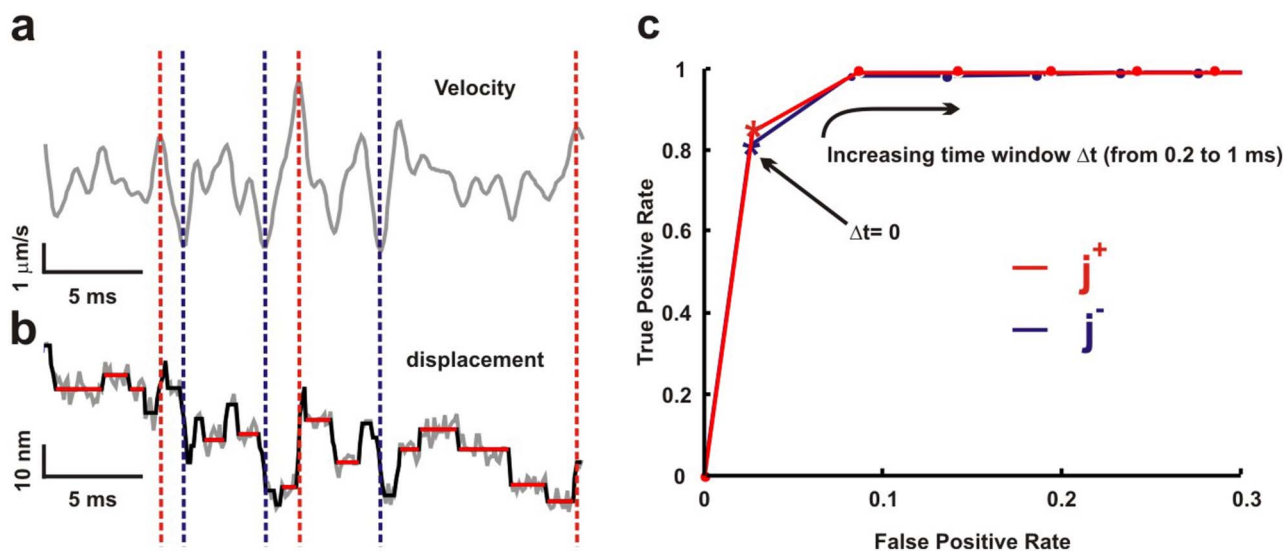 a
Velocity
1 μm/s
5 ms
b
displacement
10 nm
5 ms
c
True Positive Rate
1
0.8
0.6
0.4
0.2
0
Increasing time window Δt (from 0.2 to 1 ms)
Δt= 0
j+
j-
0
0.1
0.2
0.3
False Positive Rate